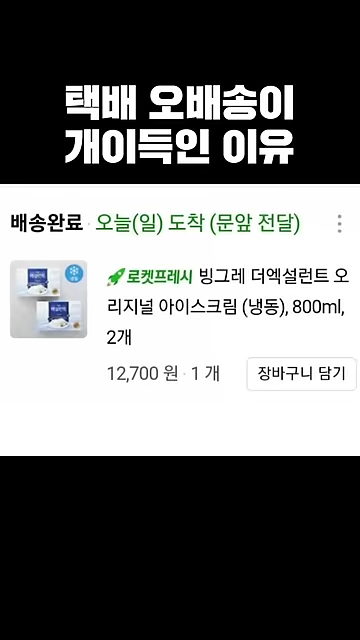 택배 오배송이
개이득인 이유
배송완료 · 오늘(일) 도착 (문앞 전달)
로켓프레시 빙그레 더엑설런트 오
리지널 아이스크림 (냉동), 800ml,
2개
12,700 원 · 1 개
장바구니 담기